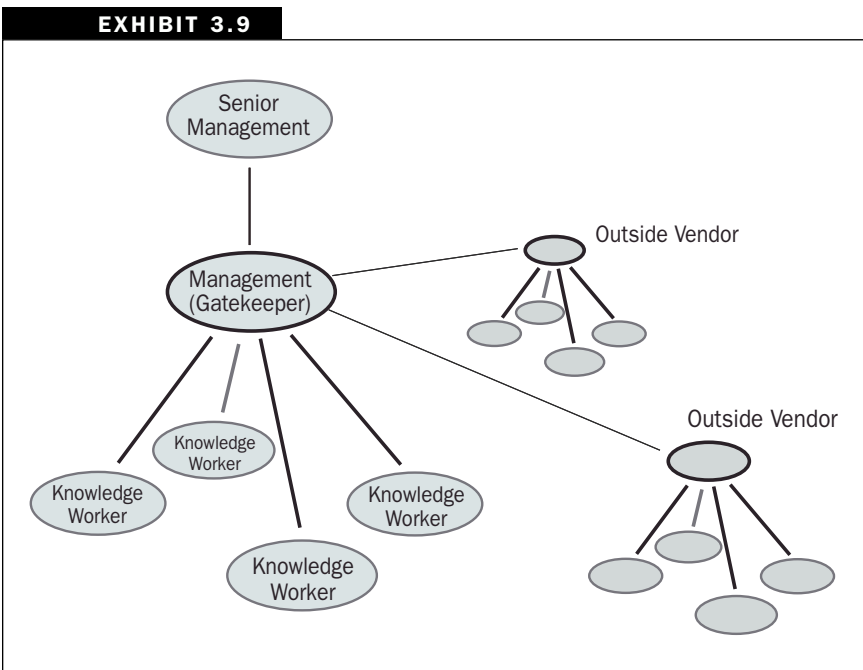 EXHIBIT 3.9
Senior
Management
Outside Vendor
Management
(Gatekeeper)
Outside Vendor
Knowledge
Worker
Knowledge
Worker
Knowledge
Worker
Knowledge
Worker